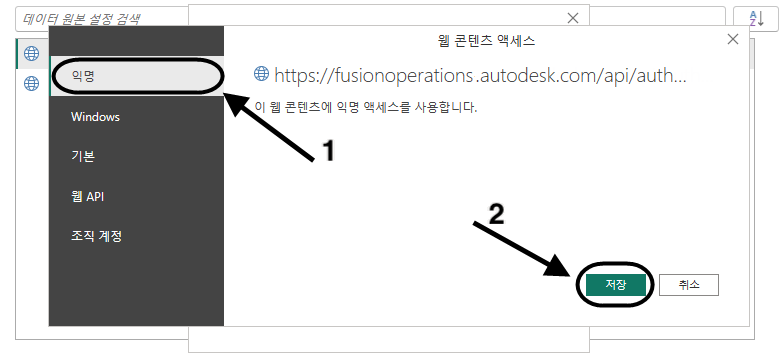 데이터 원본 설정 검색
웹 콘텐츠 액세스
익명
https://fusionoperations.autodesk.com/api/auth...
이 웹 콘텐츠에 익명 액세스를 사용합니다.
Windows
1
기본
웹 API
2
조직 계정
저장
취소